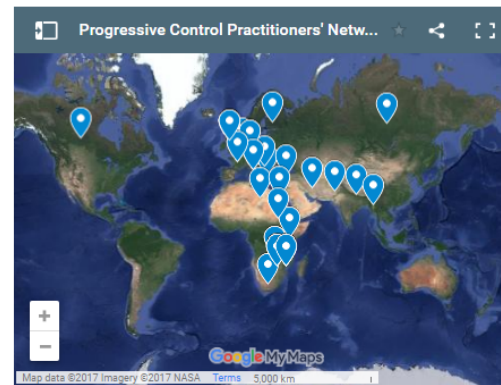 Progressive Control Practitioners' Netw...
+
−
Google My Maps
Map data ©2017 Imagery ©2017 NASA Terms 5,000 km